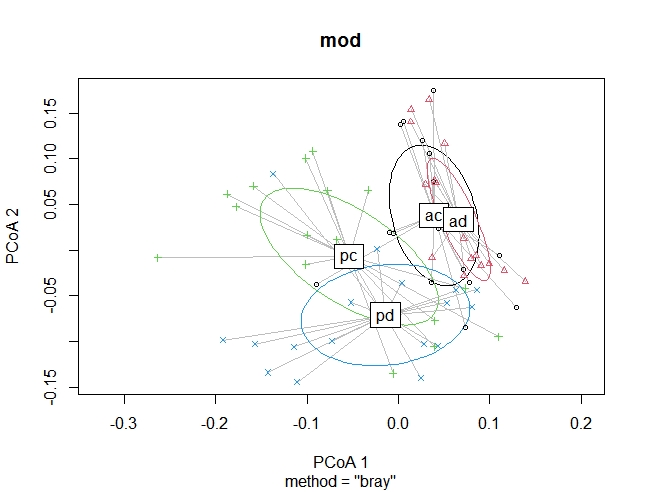 mod
0.15
0.10
0.05
-0.05
-0.15
PCoA 2
ac
ad
pc
pd
-0.3
-0.2
-0.1
0.0
0.1
0.2
PCoA 1
method = "bray"